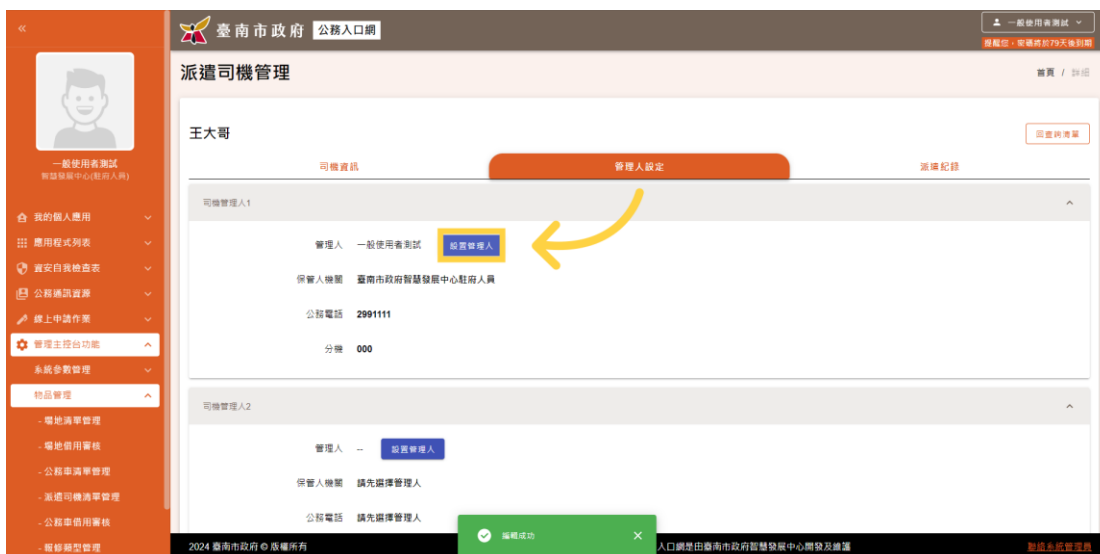 «
臺南市政府 公務入口網
一般使用者測試
提醒您，密碼將於79天後到期
派遣司機管理
首頁 / 詳細
王大哥
回查詢清單
一般使用者測試
智慧發展中心(駐府人員)
司機資訊
管理人設定
派遣紀錄
司機管理人1
管理人 一般使用者測試 設置管理人
保管人機關 臺南市政府智慧發展中心駐府人員
公務電話 2991111
分機 000
司機管理人2
管理人 – 設置管理人
保管人機關 請先選擇管理人
公務電話 請先選擇管理人
我的個人應用
應用程式列表
資安自我檢查表
公務通訊資源
線上申請作業
管理主控台功能
系統參數管理
物品管理
- 場地清單管理
- 場地借用審核
- 公務車清單管理
- 派遣司機清單管理
- 公務車借用審核
- 報修類型管理
編輯成功 ×
2024 臺南市政府 © 版權所有
入口網是由臺南市政府智慧發展中心開發及維護
聯絡系統管理員